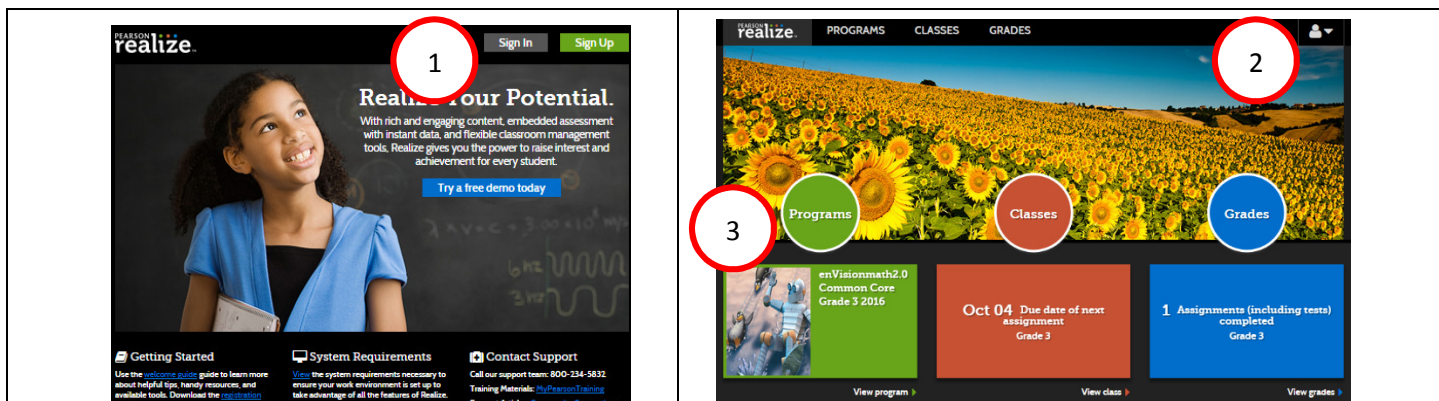 PEARSON
realize™
Sign In
Sign Up
1
Your Potential.
With rich and engaging content, embedded assessment
with instant data, and flexible classroom management
tools, Realize gives you the power to raise interest and
achievement for every student.
Try a free demo today
6 hz
3 hz
Getting Started
Use the welcome guide guide to learn more
about helpful tips, handy resources, and
available tools. Download the registration
System Requirements
View the system requirements necessary to
ensure your work environment is set up to
take advantage of all the features of Realize.
Contact Support
Call our support team: 800-234-5832
Training Materials: MyPearsonTraining
PEARSON
realize™
PROGRAMS
CLASSES
GRADES
2
3
Programs
Classes
Grades
enVisionmath2.0
Common Core
Grade 3 2016
Oct 04 Due date of next
assignment
Grade 3
1 Assignments (including tests)
completed
Grade 3
View program
View class
View grades